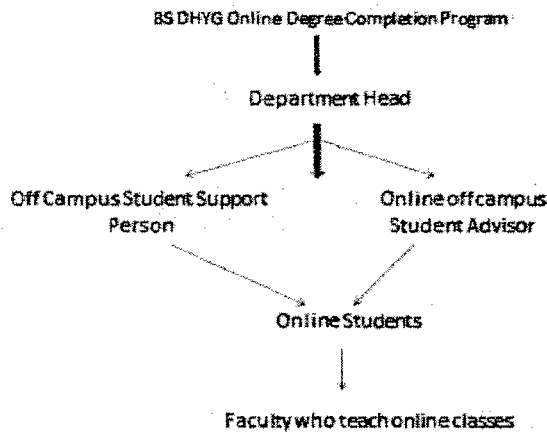 BS DHYG Online Degree Completion Program
Department Head
Off Campus Student Support
Person
Online off campus
Student Advisor
Online Students
Faculty who teach online classes